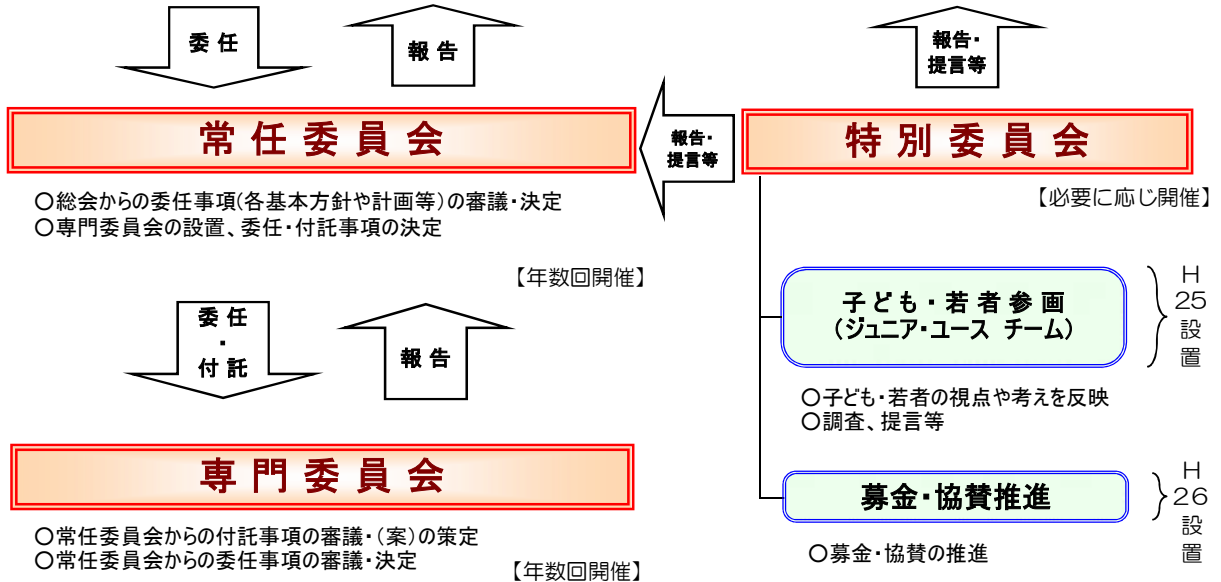 委 任
報 告
報告・
提言等
常 任 委 員 会
報告・
提言等
特 別 委 員 会
○総会からの委任事項(各基本方針や計画等)の審議・決定
○専門委員会の設置、委任・付託事項の決定
【年数回開催】
【必要に応じ開催】
委 任
・
付 託
報 告
子ども・若者参画
(ジュニア・ユース チーム)
H
25
設
置
○子ども・若者の視点や考えを反映
○調査、提言等
専 門 委 員 会
○常任委員会からの付託事項の審議・(案)の策定
○常任委員会からの委任事項の審議・決定
【年数回開催】
募金・協賛推進
H
26
設
置
○募金・協賛の推進